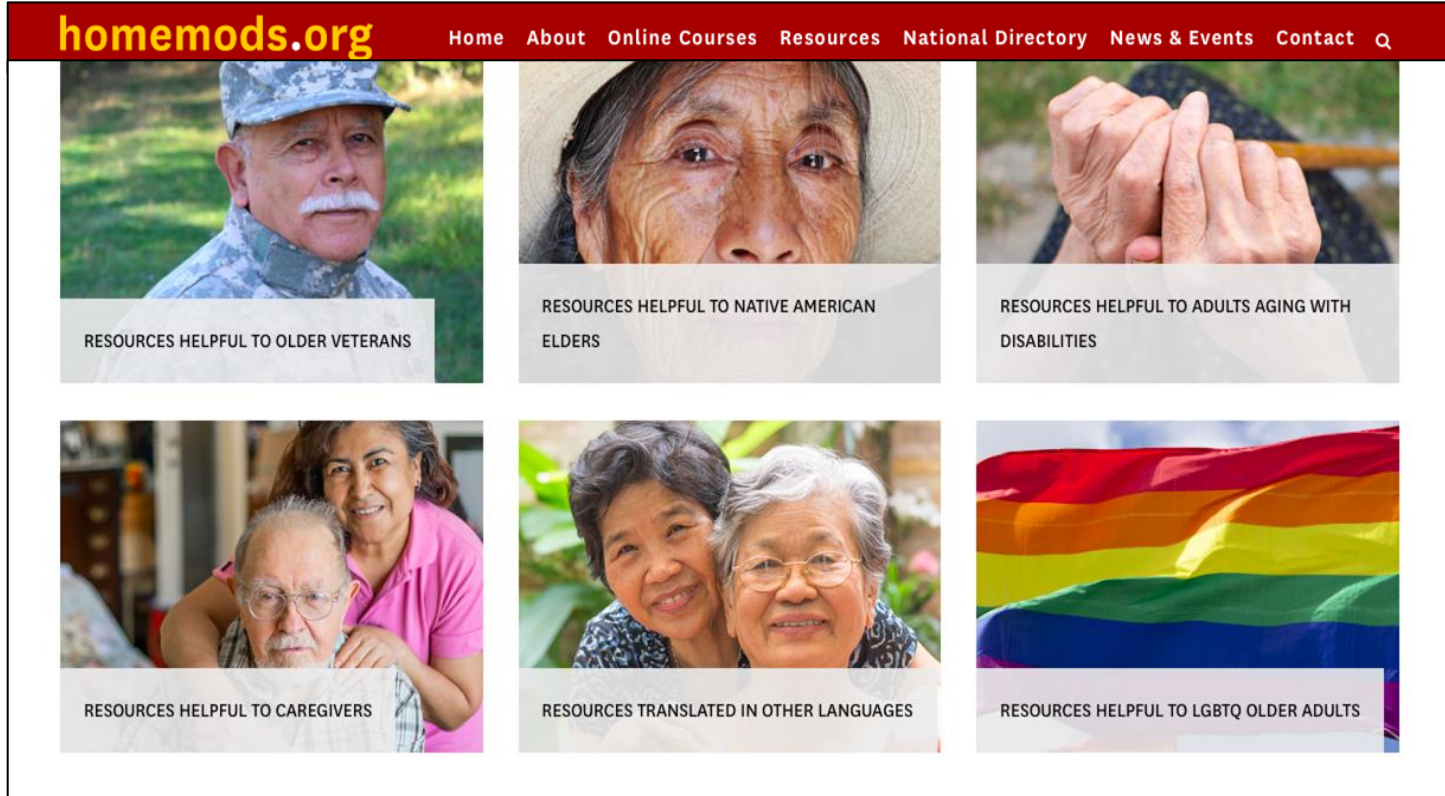 homemods.org
Home About Online Courses Resources National Directory News & Events Contact
RESOURCES HELPFUL TO OLDER VETERANS
RESOURCES HELPFUL TO NATIVE AMERICAN
ELDERS
RESOURCES HELPFUL TO ADULTS AGING WITH
DISABILITIES
RESOURCES HELPFUL TO CAREGIVERS
RESOURCES TRANSLATED IN OTHER LANGUAGES
RESOURCES HELPFUL TO LGBTQ OLDER ADULTS